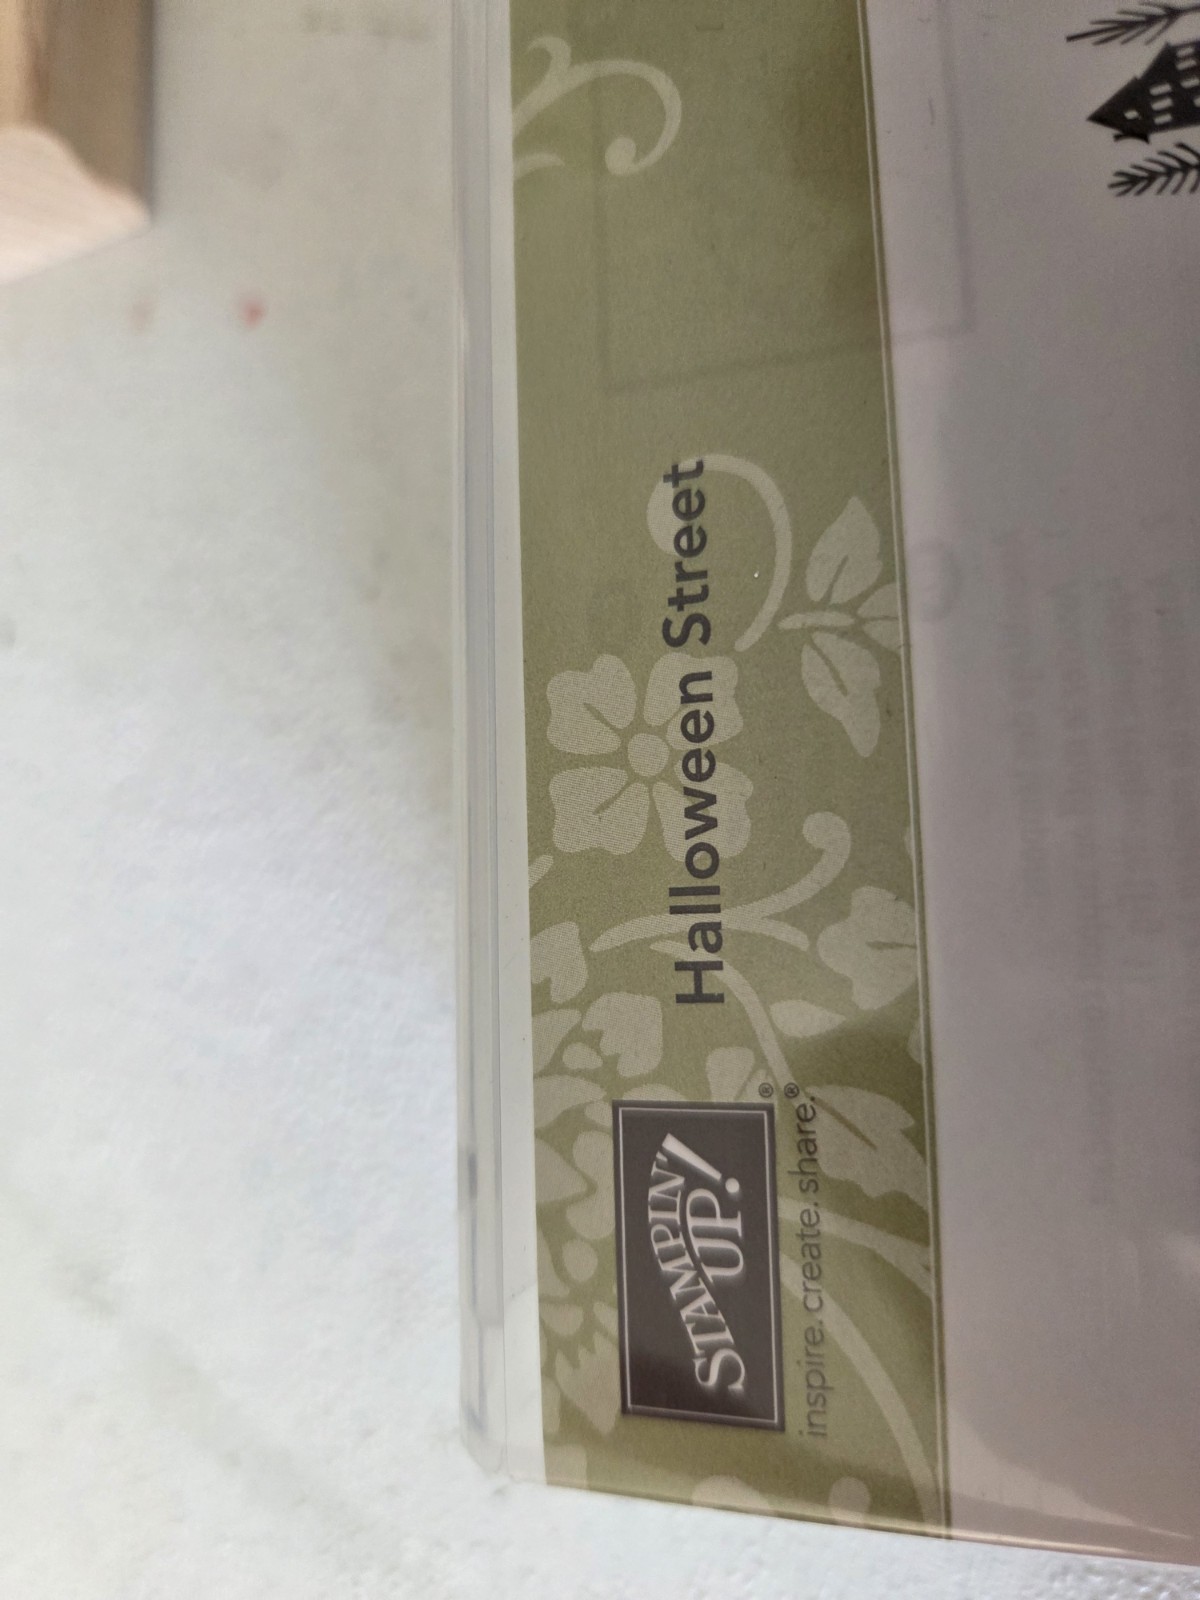 Halloween Street
STAMPIN'
UP!®
inspire. create. share.®